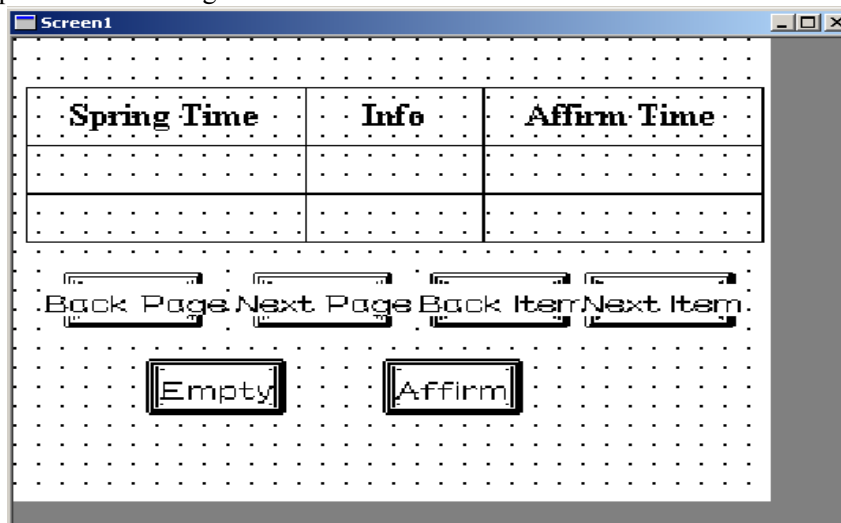 Screen1
Spring Time Info Affirm Time
Back Page Next Page Back Item Next Item
Empty Affirm